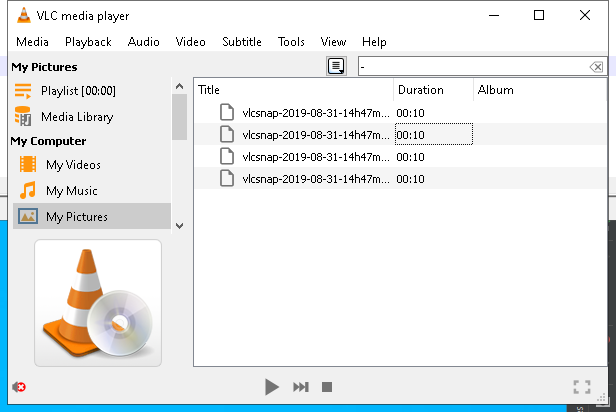 VLC media player
Media Playback Audio Video Subtitle Tools View Help
My Pictures
-
Playlist [00:00]
Media Library
My Computer
My Videos
My Music
My Pictures
Title Duration Album
vlcsnap-2019-08-31-14h47m... 00:10
vlcsnap-2019-08-31-14h47m... 00:10
vlcsnap-2019-08-31-14h47m... 00:10
vlcsnap-2019-08-31-14h47m... 00:10